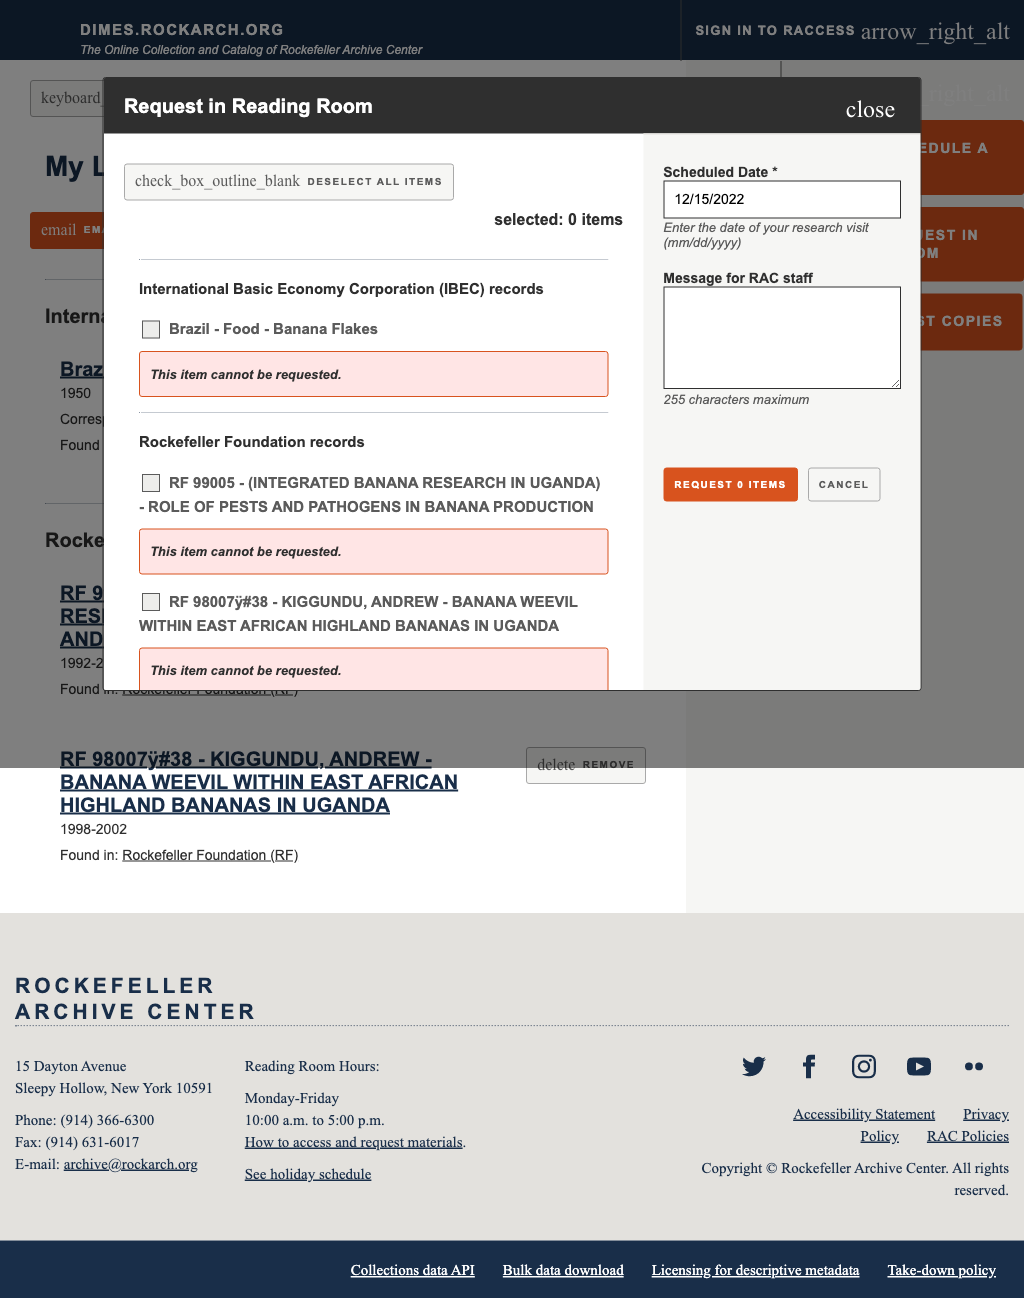 DIMES.ROCKARCH.ORG
The Online Collection and Catalog of Rockefeller Archive Center
SIGN IN TO RACCESS arrow_right_alt
keyboard_
My L
email EMA
Intern
Braz
1950
Corresp
Found
Rocke
RF 9
RES
AND
1992-2
Found in: Rockefeller Foundation (RF)
right_alt
EDULE A
EST IN
OM
ST COPIES
Request in Reading Room
close
check_box_outline_blank DESELECT ALL ITEMS
selected: 0 items
International Basic Economy Corporation (IBEC) records
Brazil - Food - Banana Flakes
This item cannot be requested.
Rockefeller Foundation records
RF 99005 - (INTEGRATED BANANA RESEARCH IN UGANDA)
- ROLE OF PESTS AND PATHOGENS IN BANANA PRODUCTION
This item cannot be requested.
RF 98007ÿ#38 - KIGGUNDU, ANDREW - BANANA WEEVIL
WITHIN EAST AFRICAN HIGHLAND BANANAS IN UGANDA
This item cannot be requested.
Scheduled Date *
12/15/2022
Enter the date of your research visit
(mm/dd/yyyy)
Message for RAC staff
255 characters maximum
REQUEST 0 ITEMS
CANCEL
RF 98007ÿ#38 - KIGGUNDU, ANDREW -
BANANA WEEVIL WITHIN EAST AFRICAN
HIGHLAND BANANAS IN UGANDA
1998-2002
Found in: Rockefeller Foundation (RF)
delete REMOVE
ROCKEFELLER
ARCHIVE CENTER
15 Dayton Avenue
Sleepy Hollow, New York 10591
Phone: (914) 366-6300
Fax: (914) 631-6017
E-mail: archive@rockarch.org
Reading Room Hours:
Monday-Friday
10:00 a.m. to 5:00 p.m.
How to access and request materials.
See holiday schedule
Accessibility Statement Privacy
Policy RAC Policies
Copyright © Rockefeller Archive Center. All rights
reserved.
Collections data API Bulk data download Licensing for descriptive metadata Take-down policy